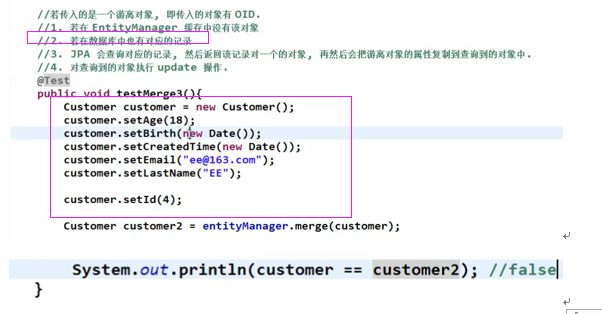 //若传入的是一个游离对象, 即传入的对象有 OID.
//1. 若在 EntityManager 缓存中没有该对象
//2. 若在数据库中也有对应的记录
//3. JPA 会查询对应的记录, 然后返回该记录对一个的对象, 再然后会把游离对象的属性复制到查询到的对象中.
//4. 对查询到的对象执行 update 操作.
@Test
public void testMerge3(){
Customer customer = new Customer();
customer.setAge(18);
customer.setBirth(new Date());
customer.setCreatedTime(new Date());
customer.setEmail("ee@163.com");
customer.setLastName("EE");
customer.setId(4);
Customer customer2 = entityManager.merge(customer);
System.out.println(customer == customer2); //false
}